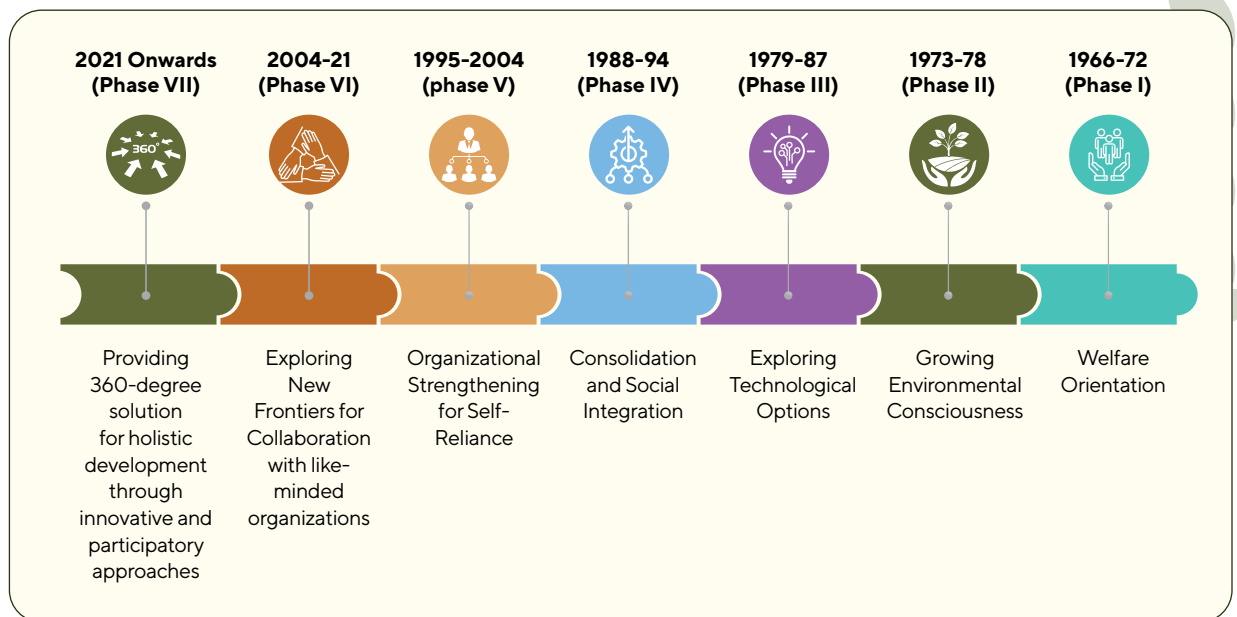 2021 Onwards
(Phase VII)
2004-21
(Phase VI)
1995-2004
(phase V)
1988-94
(Phase IV)
1979-87
(Phase III)
1973-78
(Phase II)
1966-72
(Phase I)
360°
Providing
360-degree
solution
for holistic
development
through
innovative and
participatory
approaches
Exploring
New
Frontiers for
Collaboration
with like-
minded
organizations
Organizational
Strengthening
for Self-
Reliance
Consolidation
and Social
Integration
Exploring
Technological
Options
Growing
Environmental
Consciousness
Welfare
Orientation